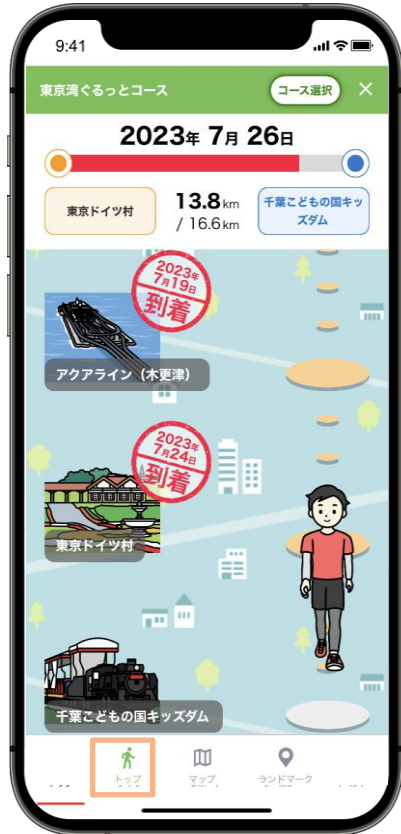 9:41
東京湾ぐるっとコース
コース選択
2023年 7月 26日
東京ドイツ村
13.8km
/ 16.6km
千葉こどもの国キッ
ズダム
2023年
7月19日
到着
アクアライン（木更津）
2023年
7月24日
到着
東京ドイツ村
千葉こどもの国キッズダム
トップ
マップ
ランドマーク